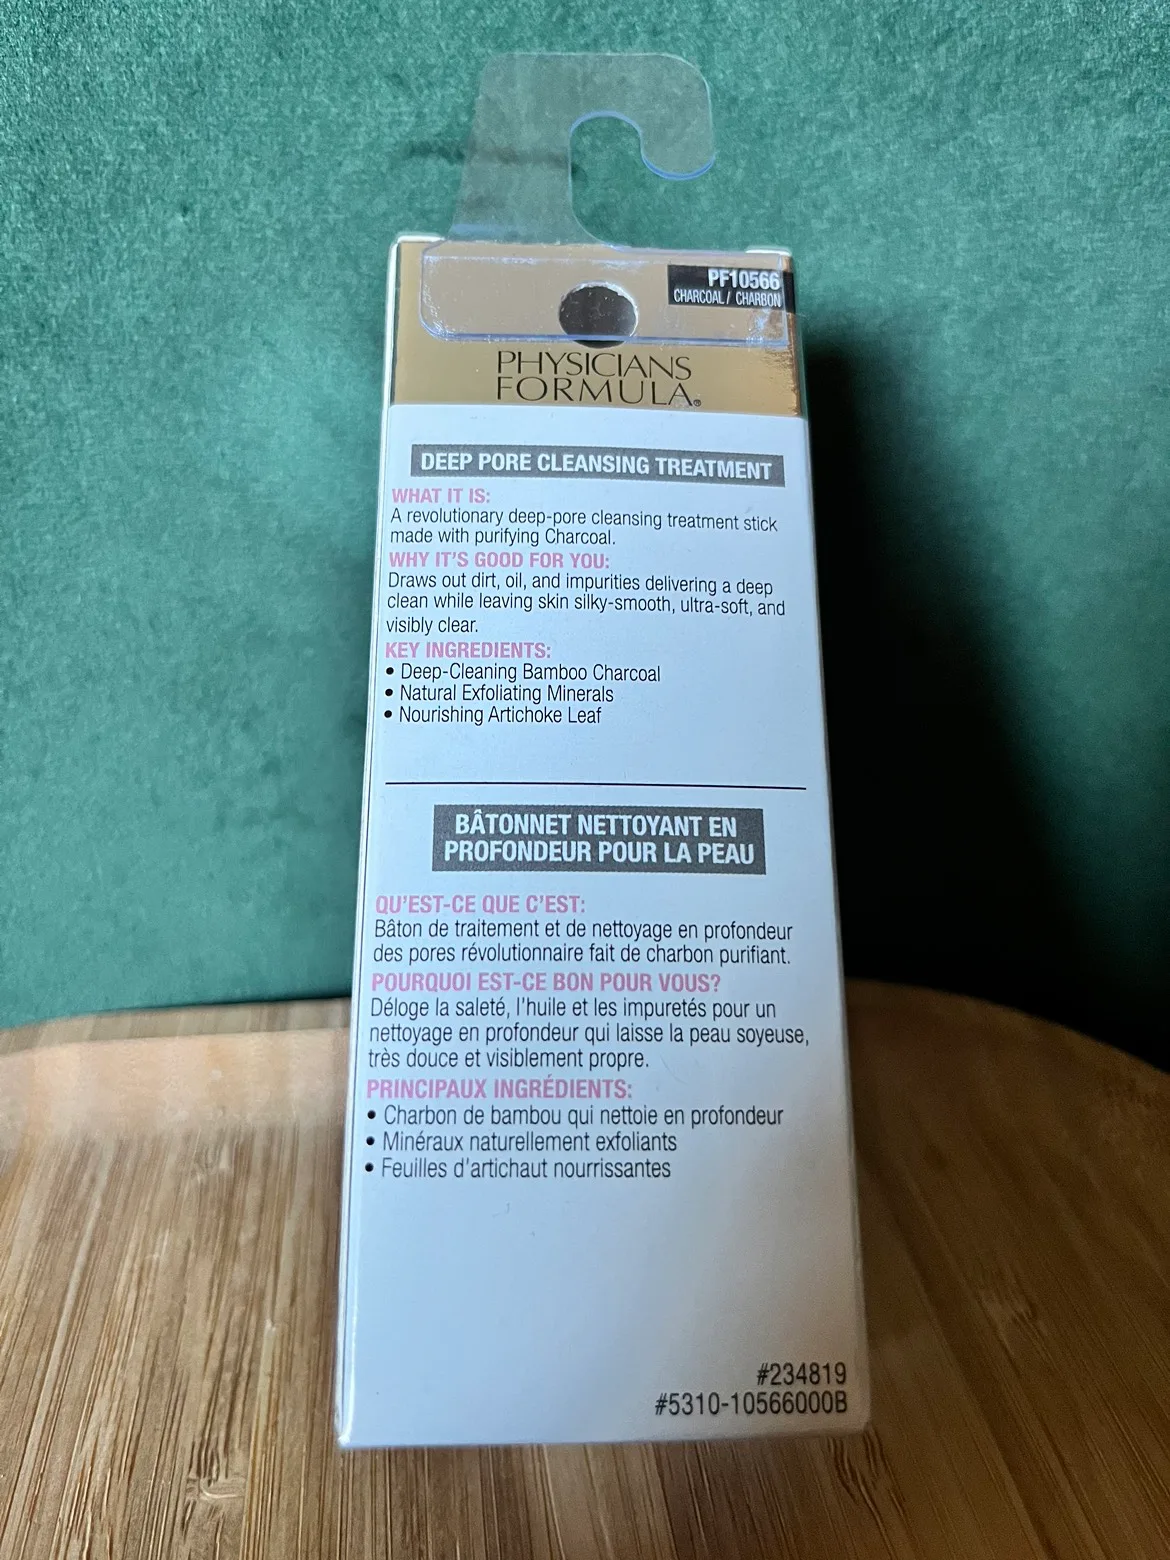 PF10566
CHARCOAL / CHARBON
PHYSICIANS
FORMULA®
DEEP PORE CLEANSING TREATMENT
WHAT IT IS:
A revolutionary deep-pore cleansing treatment stick
made with purifying Charcoal.
WHY IT'S GOOD FOR YOU:
Draws out dirt, oil, and impurities delivering a deep
clean while leaving skin silky-smooth, ultra-soft, and
visibly clear.
KEY INGREDIENTS:
• Deep-Cleaning Bamboo Charcoal
• Natural Exfoliating Minerals
• Nourishing Artichoke Leaf
BÂTONNET NETTOYANT EN
PROFONDEUR POUR LA PEAU
QU'EST-CE QUE C'EST:
Bâton de traitement et de nettoyage en profondeur
des pores révolutionnaire fait de charbon purifiant.
POURQUOI EST-CE BON POUR VOUS?
Déloge la saleté, l'huile et les impuretés pour un
nettoyage en profondeur qui laisse la peau soyeuse,
très douce et visiblement propre.
PRINCIPAUX INGRÉDIENTS:
• Charbon de bambou qui nettoie en profondeur
• Minéraux naturellement exfoliants
• Feuilles d'artichaut nourrissantes
#234819
#5310-10566000B